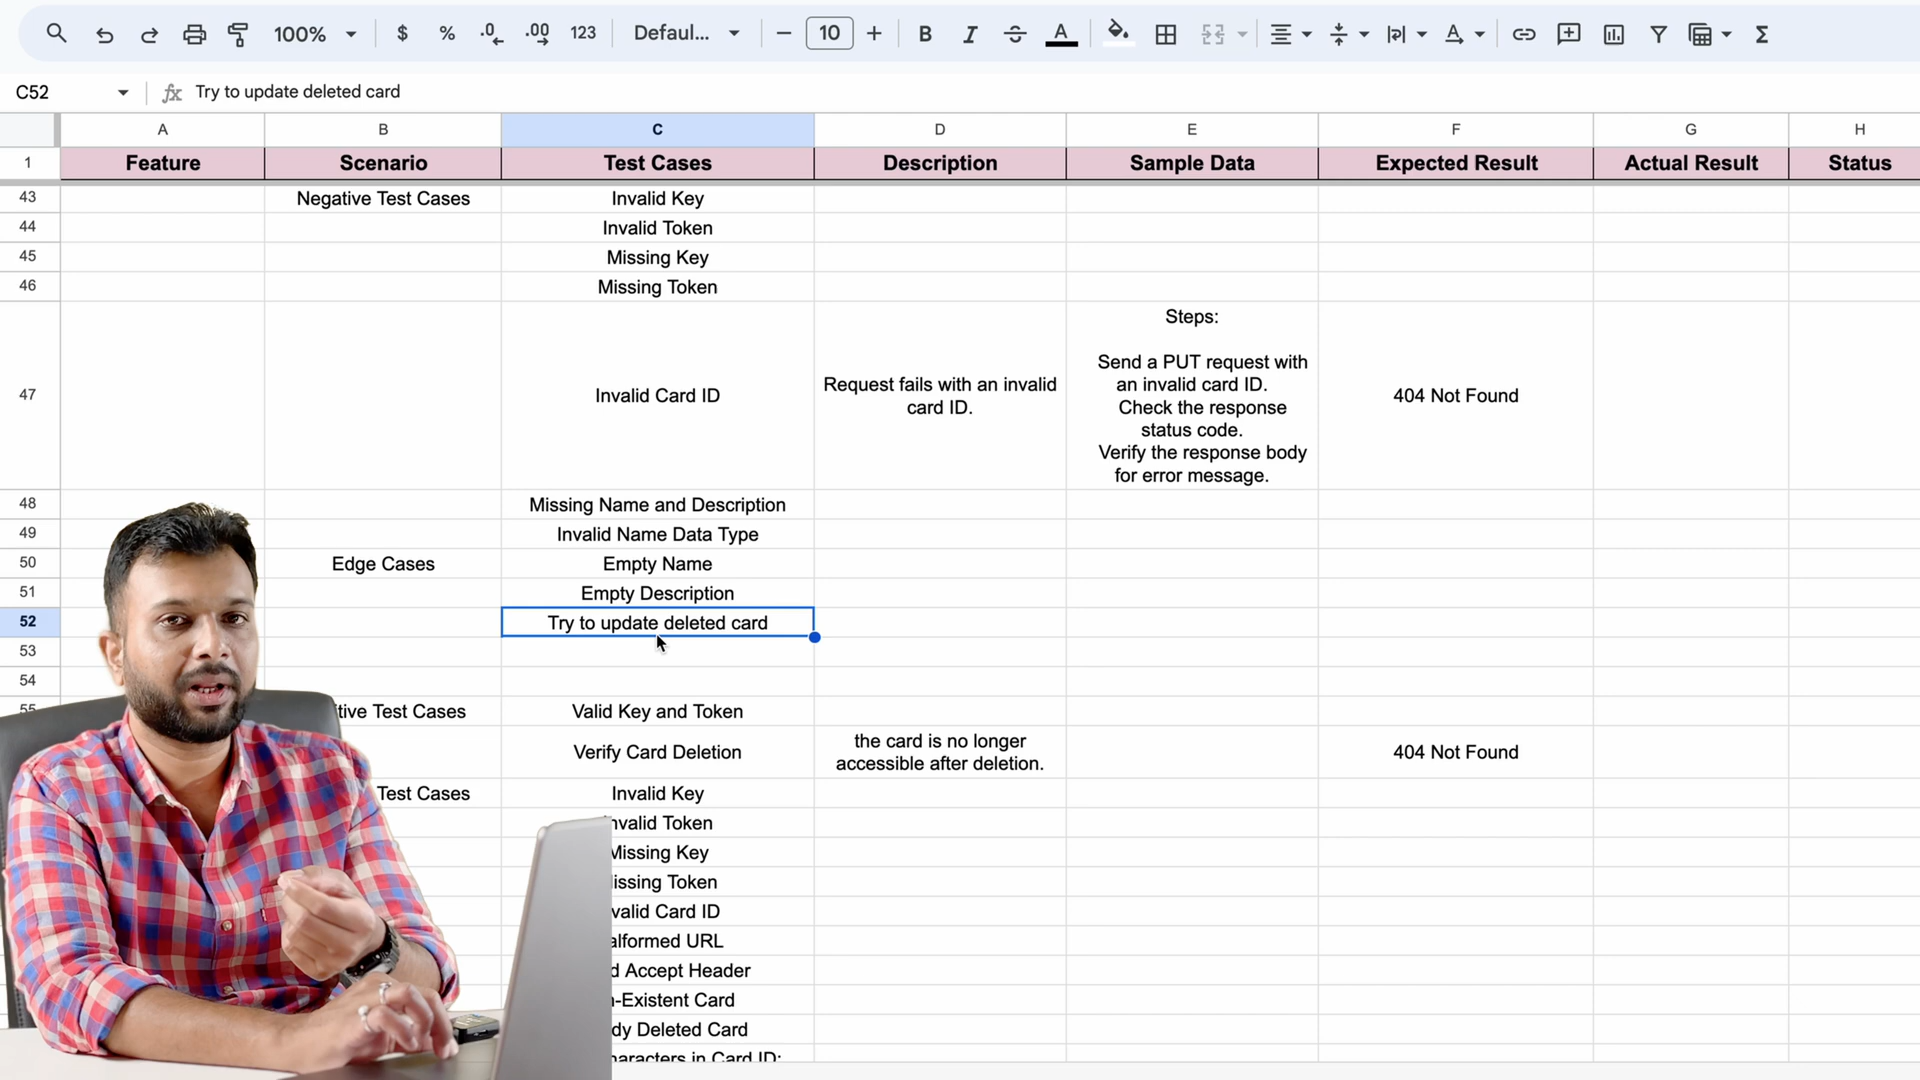 100%
$ % .0 .00 123 Defaul... 10 B I A A Σ
C52 fx Try to update deleted card
A B C D E F G H
1 Feature Scenario Test Cases Description Sample Data Expected Result Actual Result Status
43 Negative Test Cases Invalid Key
44 Invalid Token
45 Missing Key
46 Missing Token
Steps:
Send a PUT request with
an invalid card ID.
Check the response
status code.
Verify the response body
for error message.
47 Invalid Card ID
Request fails with an invalid
card ID.
404 Not Found
48 Missing Name and Description
49 Invalid Name Data Type
50 Edge Cases Empty Name
51 Empty Description
52 Try to update deleted card
53
54
55 tive Test Cases Valid Key and Token
Verify Card Deletion
the card is no longer
accessible after deletion.
404 Not Found
Test Cases Invalid Key
nvalid Token
Missing Key
issing Token
valid Card ID
alformed URL
d Accept Header
-Existent Card
dy Deleted Card
aracters in Card ID: